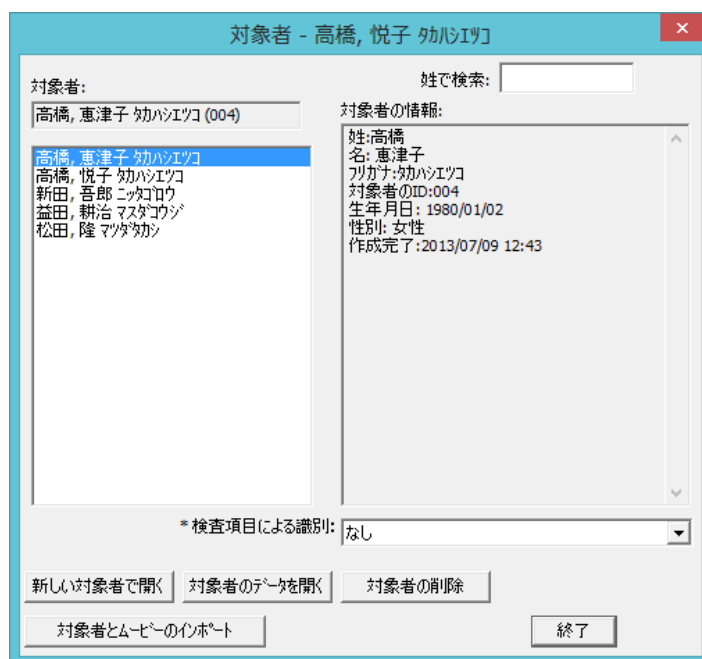 対象者 - 高橋, 悦子 ﾀｶﾊｼｴﾂｺ
対象者:
姓で検索:
高橋, 恵津子 ﾀｶﾊｼｴﾂｺ (004)
対象者の情報:
高橋, 恵津子 ﾀｶﾊｼｴﾂｺ
高橋, 悦子 ﾀｶﾊｼｴﾂｺ
新田, 吾郎 ﾆｯﾀｺﾞﾛｳ
益田, 耕治 ﾏｽﾀﾞｺｳｼﾞ
松田, 隆 ﾏﾂﾀﾞﾀｶｼ
姓:高橋
名: 恵津子
ﾌﾘｶﾞﾅ:ﾀｶﾊｼｴﾂｺ
対象者のID:004
生年月日: 1980/01/02
性別: 女性
作成完了:2013/07/09 12:43
* 検査項目による識別:
なし
新しい対象者で開く
対象者のﾃﾞｰﾀを開く
対象者の削除
対象者とムービｰのインポート
終了